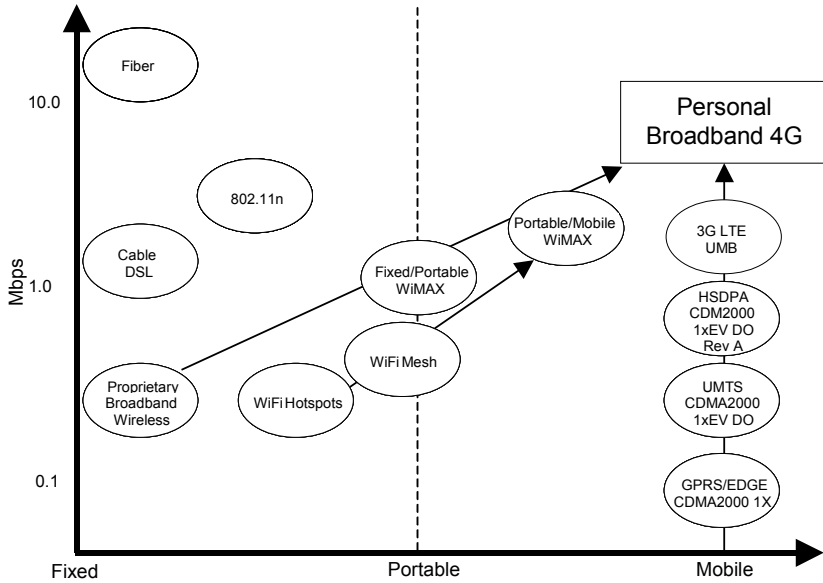 Fiber
10.0
Personal
Broadband 4G
802.11n
Portable/Mobile
WiMAX
3G LTE
UMB
Cable
DSL
Fixed/Portable
WiMAX
Mbps
1.0
HSDPA
CDM2000
1xEV DO
Rev A
WiFi Mesh
Proprietary
Broadband
Wireless
WiFi Hotspots
UMTS
CDMA2000
1xEV DO
0.1
GPRS/EDGE
CDMA2000 1X
Fixed
Portable
Mobile